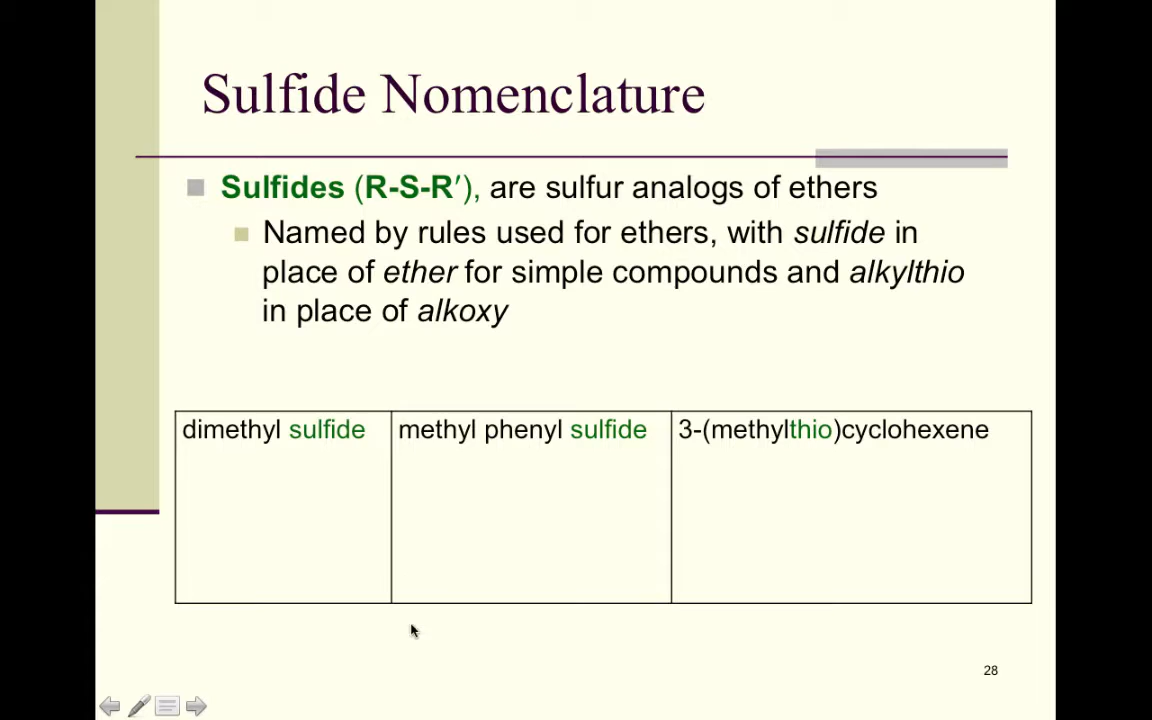 Sulfide Nomenclature
Sulfides (R-S-R′), are sulfur analogs of ethers
Named by rules used for ethers, with sulfide in
place of ether for simple compounds and alkylthio
in place of alkoxy
dimethyl sulfide
methyl phenyl sulfide
3-(methylthio)cyclohexene
28